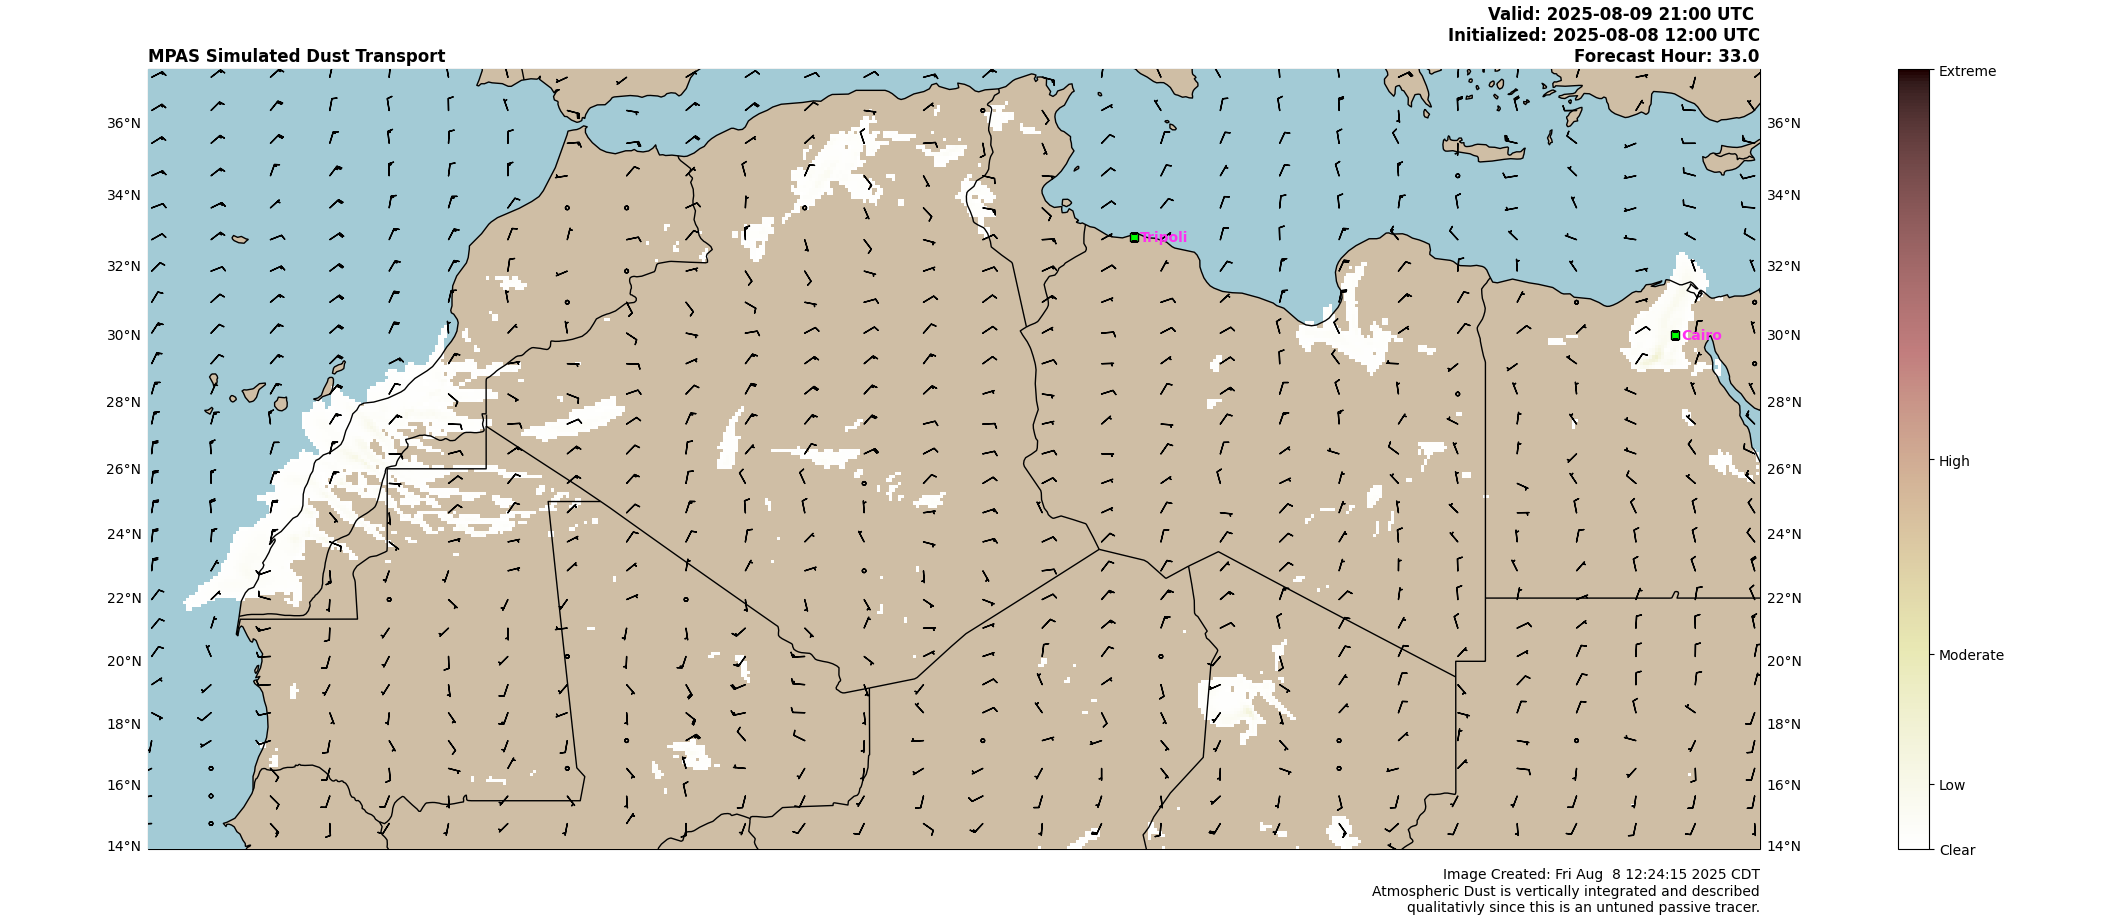 Valid: 2025-08-09 21:00 UTC
Initialized: 2025-08-08 12:00 UTC
MPAS Simulated Dust Transport
Forecast Hour: 33.0
Extreme
36°N
36°N
34°N
34°N
Tripoli
32°N
32°N
30°N
Cairo
30°N
28°N
28°N
High
26°N
26°N
24°N
24°N
22°N
22°N
20°N
20°N
Moderate
18°N
18°N
16°N
16°N
Low
14°N
14°N
Clear
Image Created: Fri Aug  8 12:24:15 2025 CDT
Atmospheric Dust is vertically integrated and described
qualitativly since this is an untuned passive tracer.